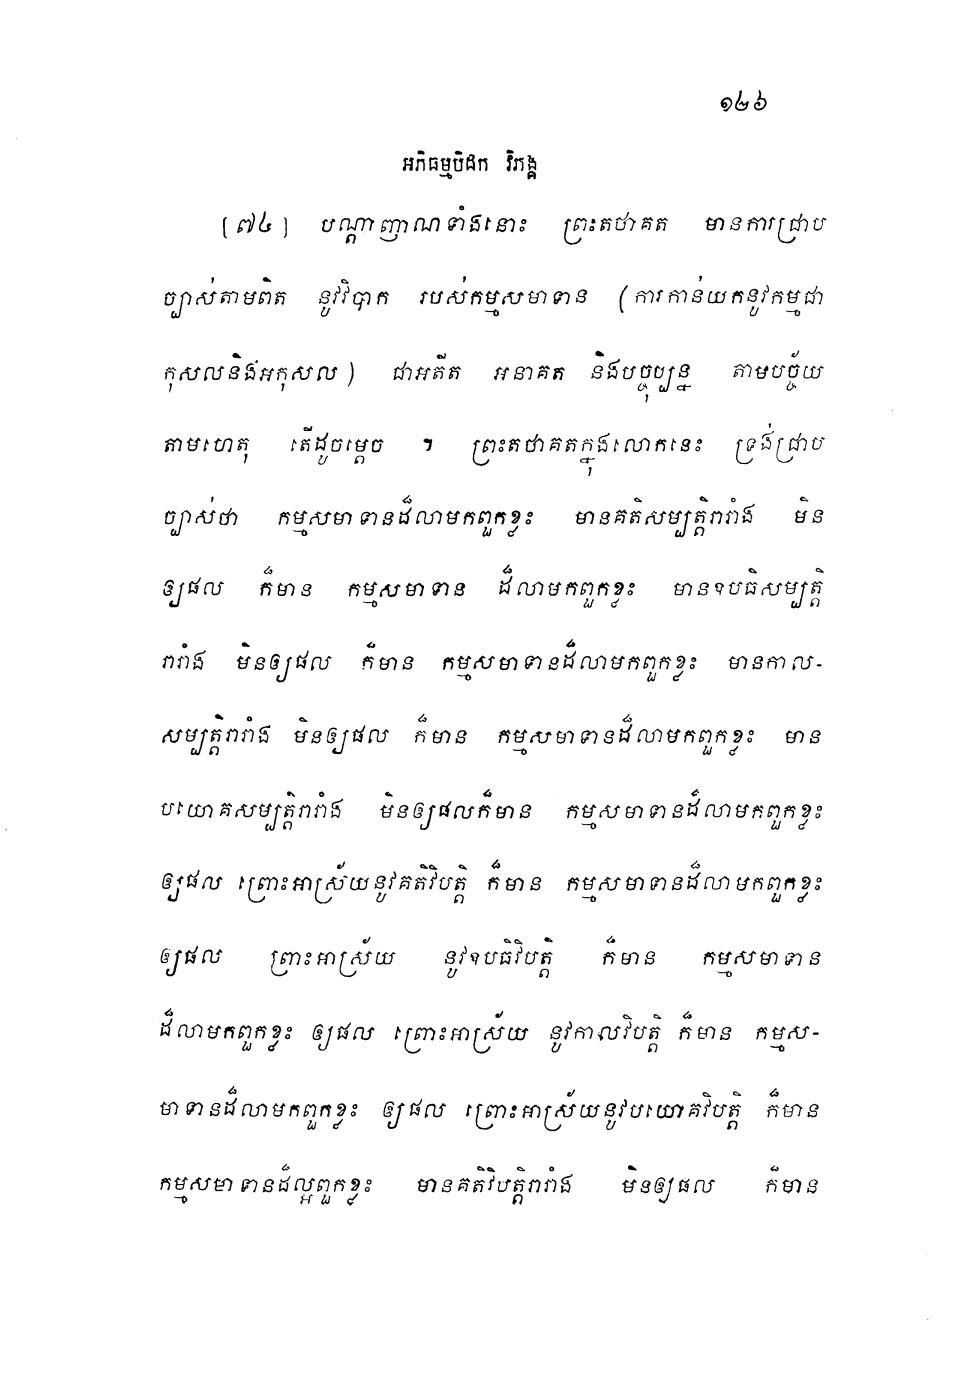 ១២៦
អភិធម្មបិដក វិភង្គ
[៧៤] បណ្តាញាណទាំងនោះ ព្រះតថាគត មានការជ្រាប
ច្បាស់តាមពិត នូវវិបាក របស់កម្មសមាទាន (ការកាន់យកនូវកម្មជា
កុសលនិងអកុសល) ជាអតីត អនាគត និងបច្ចុប្បន្ន តាមបច្ច័យ
តាមហេតុ តើដូចម្តេច ។ ព្រះតថាគតក្នុងលោកនេះ ទ្រង់ជ្រាប
ច្បាស់ថា កម្មសមាទានដ៏លាមកពួកខ្លះ មានគតិសម្បត្តិរារាំង មិន
ឲ្យផល ក៏មាន កម្មសមាទាន ដ៏លាមកពួកខ្លះ មានឧបធិសម្បត្តិ
រារាំង មិនឲ្យផល ក៏មាន កម្មសមាទានដ៏លាមកពួកខ្លះ មានកាល-
សម្បត្តិរារាំង មិនឲ្យផល ក៏មាន កម្មសមាទានដ៏លាមកពួកខ្លះ មាន
បយោគសម្បត្តិរារាំង មិនឲ្យផលក៏មាន កម្មសមាទានដ៏លាមកពួកខ្លះ
ឲ្យផល ព្រោះអាស្រ័យនូវគតិវិបត្តិ ក៏មាន កម្មសមាទានដ៏លាមកពួកខ្លះ
ឲ្យផល ព្រោះអាស្រ័យ នូវឧបធិវិបត្តិ ក៏មាន កម្មសមាទាន
ដ៏លាមកពួកខ្លះ ឲ្យផល ព្រោះអាស្រ័យ នូវកាលវិបត្តិ ក៏មាន កម្មស-
មាទានដ៏លាមកពួកខ្លះ ឲ្យផល ព្រោះអាស្រ័យនូវបយោគវិបត្តិ ក៏មាន
កម្មសមាទានដ៏ល្អពួកខ្លះ មានគតិវិបត្តិរារាំង មិនឲ្យផល ក៏មាន